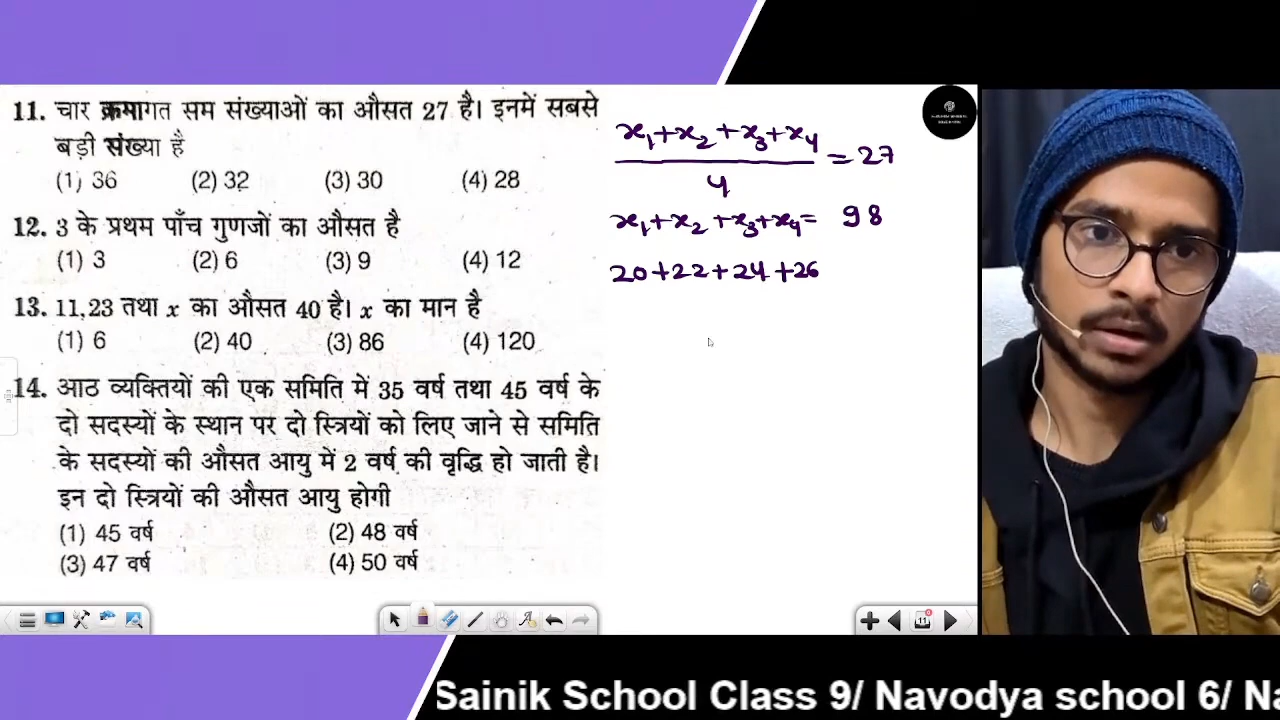 11. चार क्रमागत सम संख्याओं का औसत 27 है। इनमें सबसे
बड़ी संख्या है
(1) 36 (2) 32 (3) 30 (4) 28
12. 3 के प्रथम पाँच गुणजों का औसत है
(1) 3 (2) 6 (3) 9 (4) 12
13. 11,23 तथा x का औसत 40 है। x का मान है
(1) 6 (2) 40 (3) 86 (4) 120
14. आठ व्यक्तियों की एक समिति में 35 वर्ष तथा 45 वर्ष के
दो सदस्यों के स्थान पर दो स्त्रियों को लिए जाने से समिति
के सदस्यों की औसत आयु में 2 वर्ष की वृद्धि हो जाती है।
इन दो स्त्रियों की औसत आयु होगी
(1) 45 वर्ष (2) 48 वर्ष
(3) 47 वर्ष (4) 50 वर्ष
x₁+x₂+x₃+x₄
4
=27
x₁+x₂+x₃+x₄= 98
20+22+24+26
11
Sainik School Class 9/ Navodya school 6/ Na